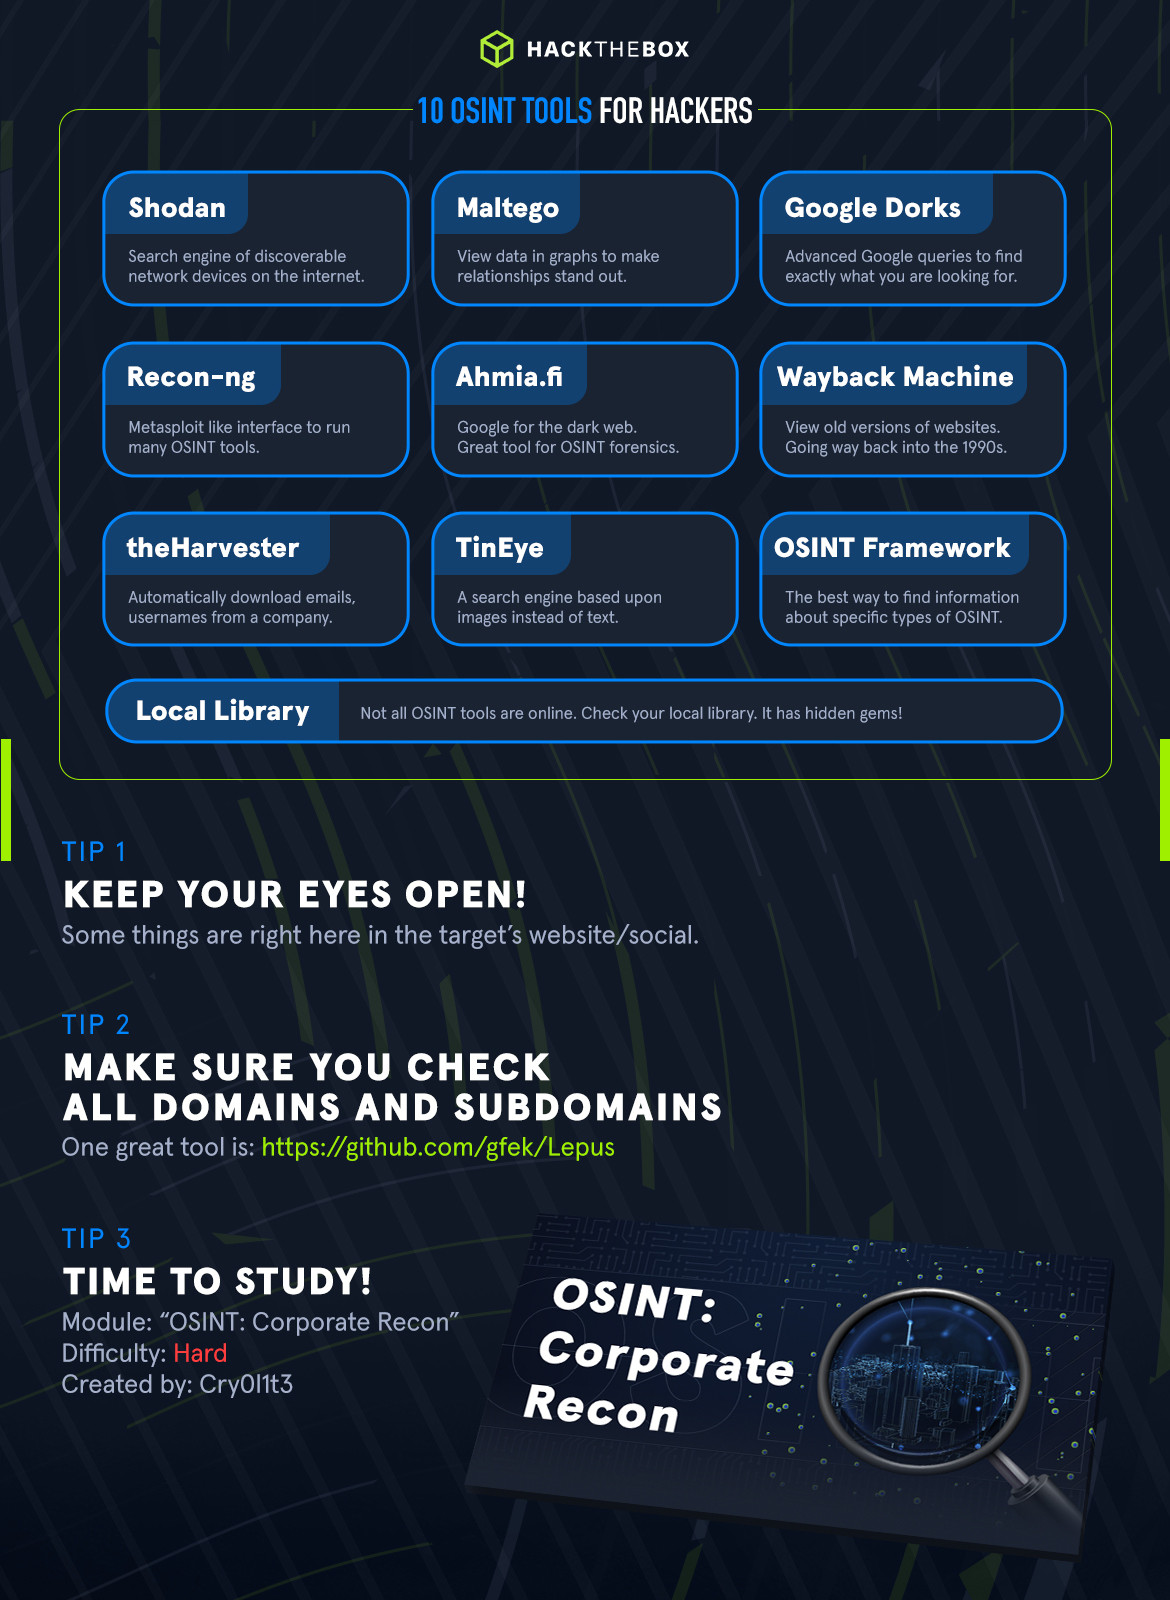 HACKTHEBOX
10 OSINT TOOLS FOR HACKERS
Shodan
Search engine of discoverable
network devices on the internet.
Maltego
View data in graphs to make
relationships stand out.
Google Dorks
Advanced Google queries to find
exactly what you are looking for.
Recon-ng
Metasploit like interface to run
many OSINT tools.
Ahmia.fi
Google for the dark web.
Great tool for OSINT forensics.
Wayback Machine
View old versions of websites.
Going way back into the 1990s.
theHarvester
Automatically download emails,
usernames from a company.
TinEye
A search engine based upon
images instead of text.
OSINT Framework
The best way to find information
about specific types of OSINT.
Local Library
Not all OSINT tools are online. Check your local library. It has hidden gems!
TIP 1
KEEP YOUR EYES OPEN!
Some things are right here in the target's website/social.
TIP 2
MAKE SURE YOU CHECK
ALL DOMAINS AND SUBDOMAINS
One great tool is: https://github.com/gfek/Lepus
TIP 3
TIME TO STUDY!
Module: “OSINT: Corporate Recon”
Difficulty: Hard
Created by: Cry0l1t3
OSINT:
Corporate
Recon